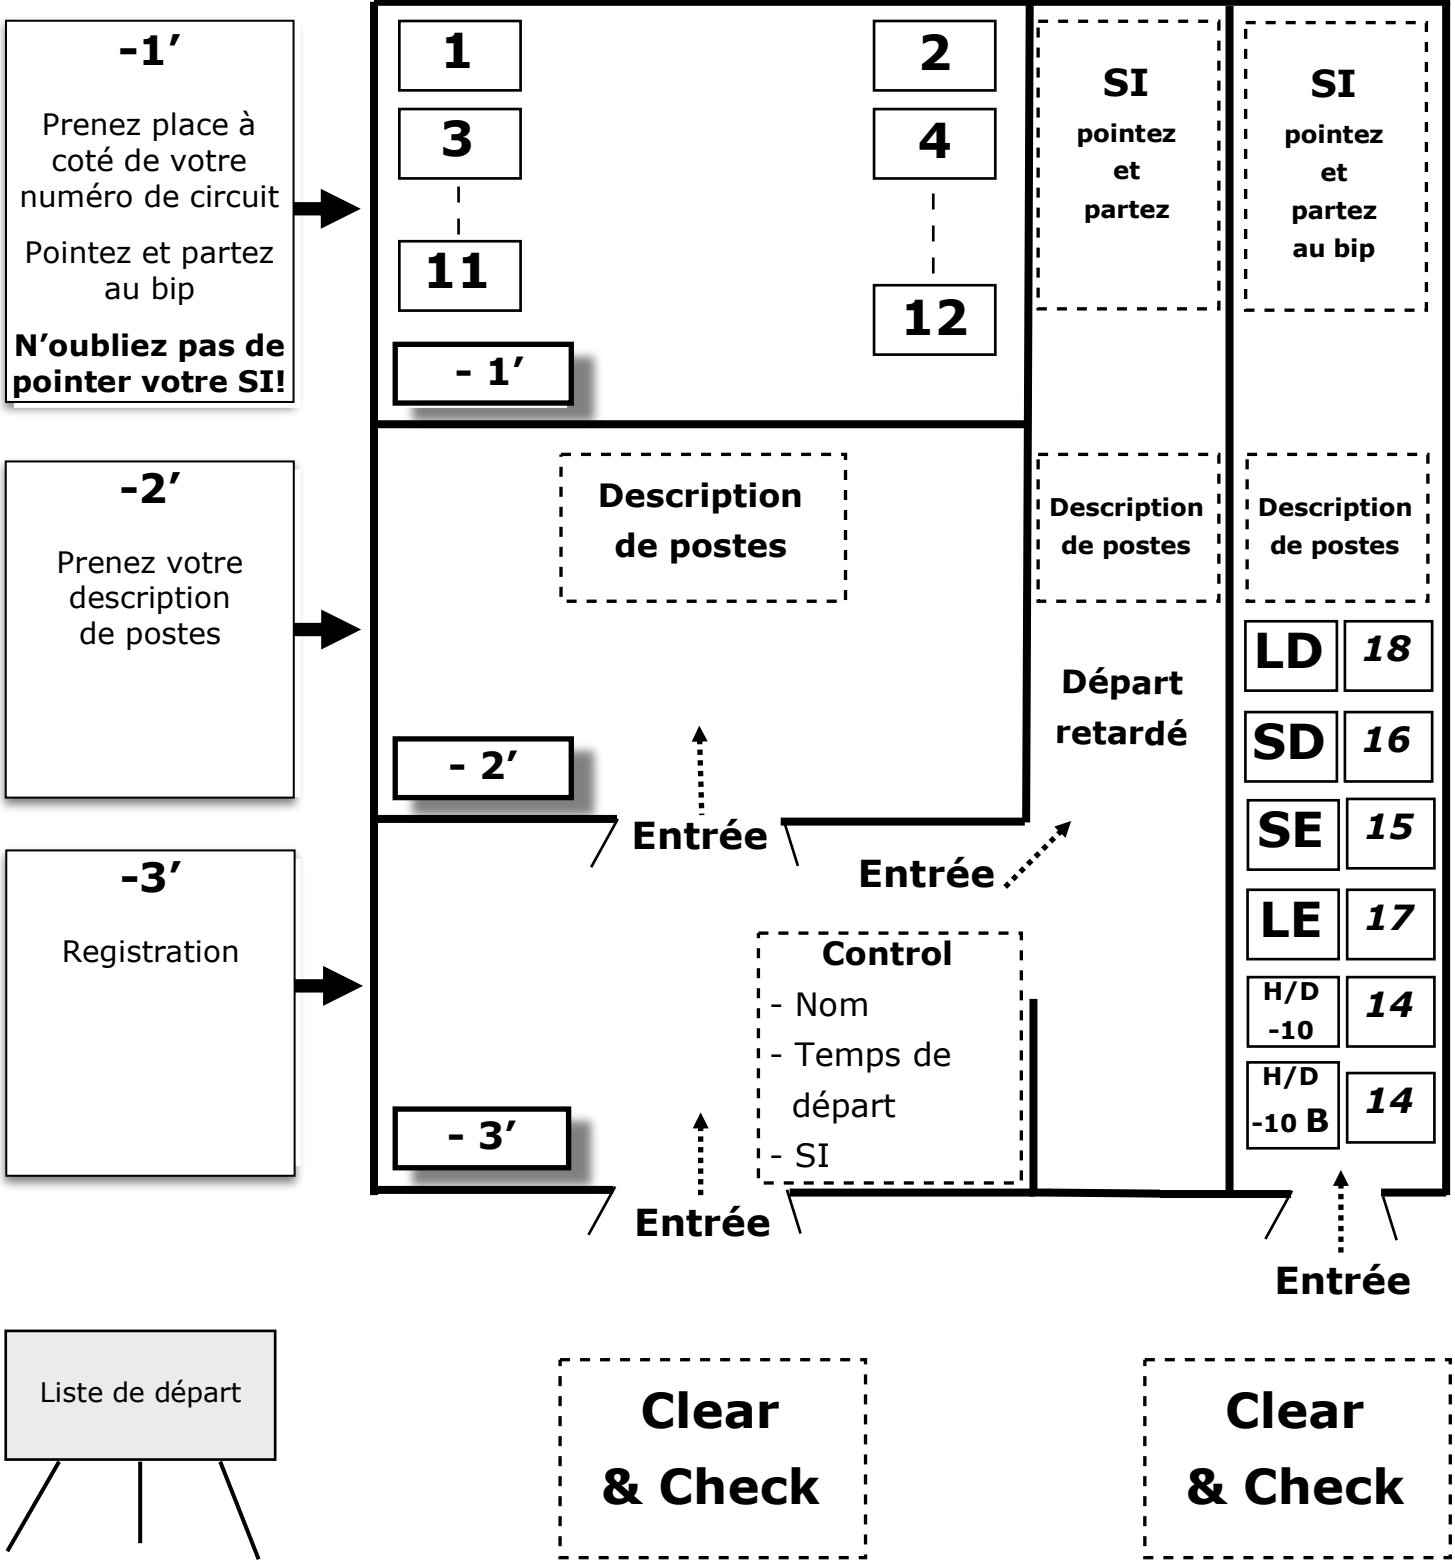 -1’
Prenez place à
coté de votre
numéro de circuit
Pointez et partez
au bip
N’oubliez pas de
pointer votre SI!
1
2
3
4
11
12
- 1’
SI
pointez
et
partez
SI
pointez
et
partez
au bip
-2’
Prenez votre
description
de postes
Description
de postes
- 2’
Entrée
Description
de postes
Départ
retardé
Entrée
Description
de postes
LD 18
SD 16
SE 15
LE 17
H/D
-10
14
H/D
-10 B
14
-3’
Registration
Control
- Nom
- Temps de
départ
- SI
- 3’
Entrée
Entrée
Liste de départ
Clear
& Check
Clear
& Check